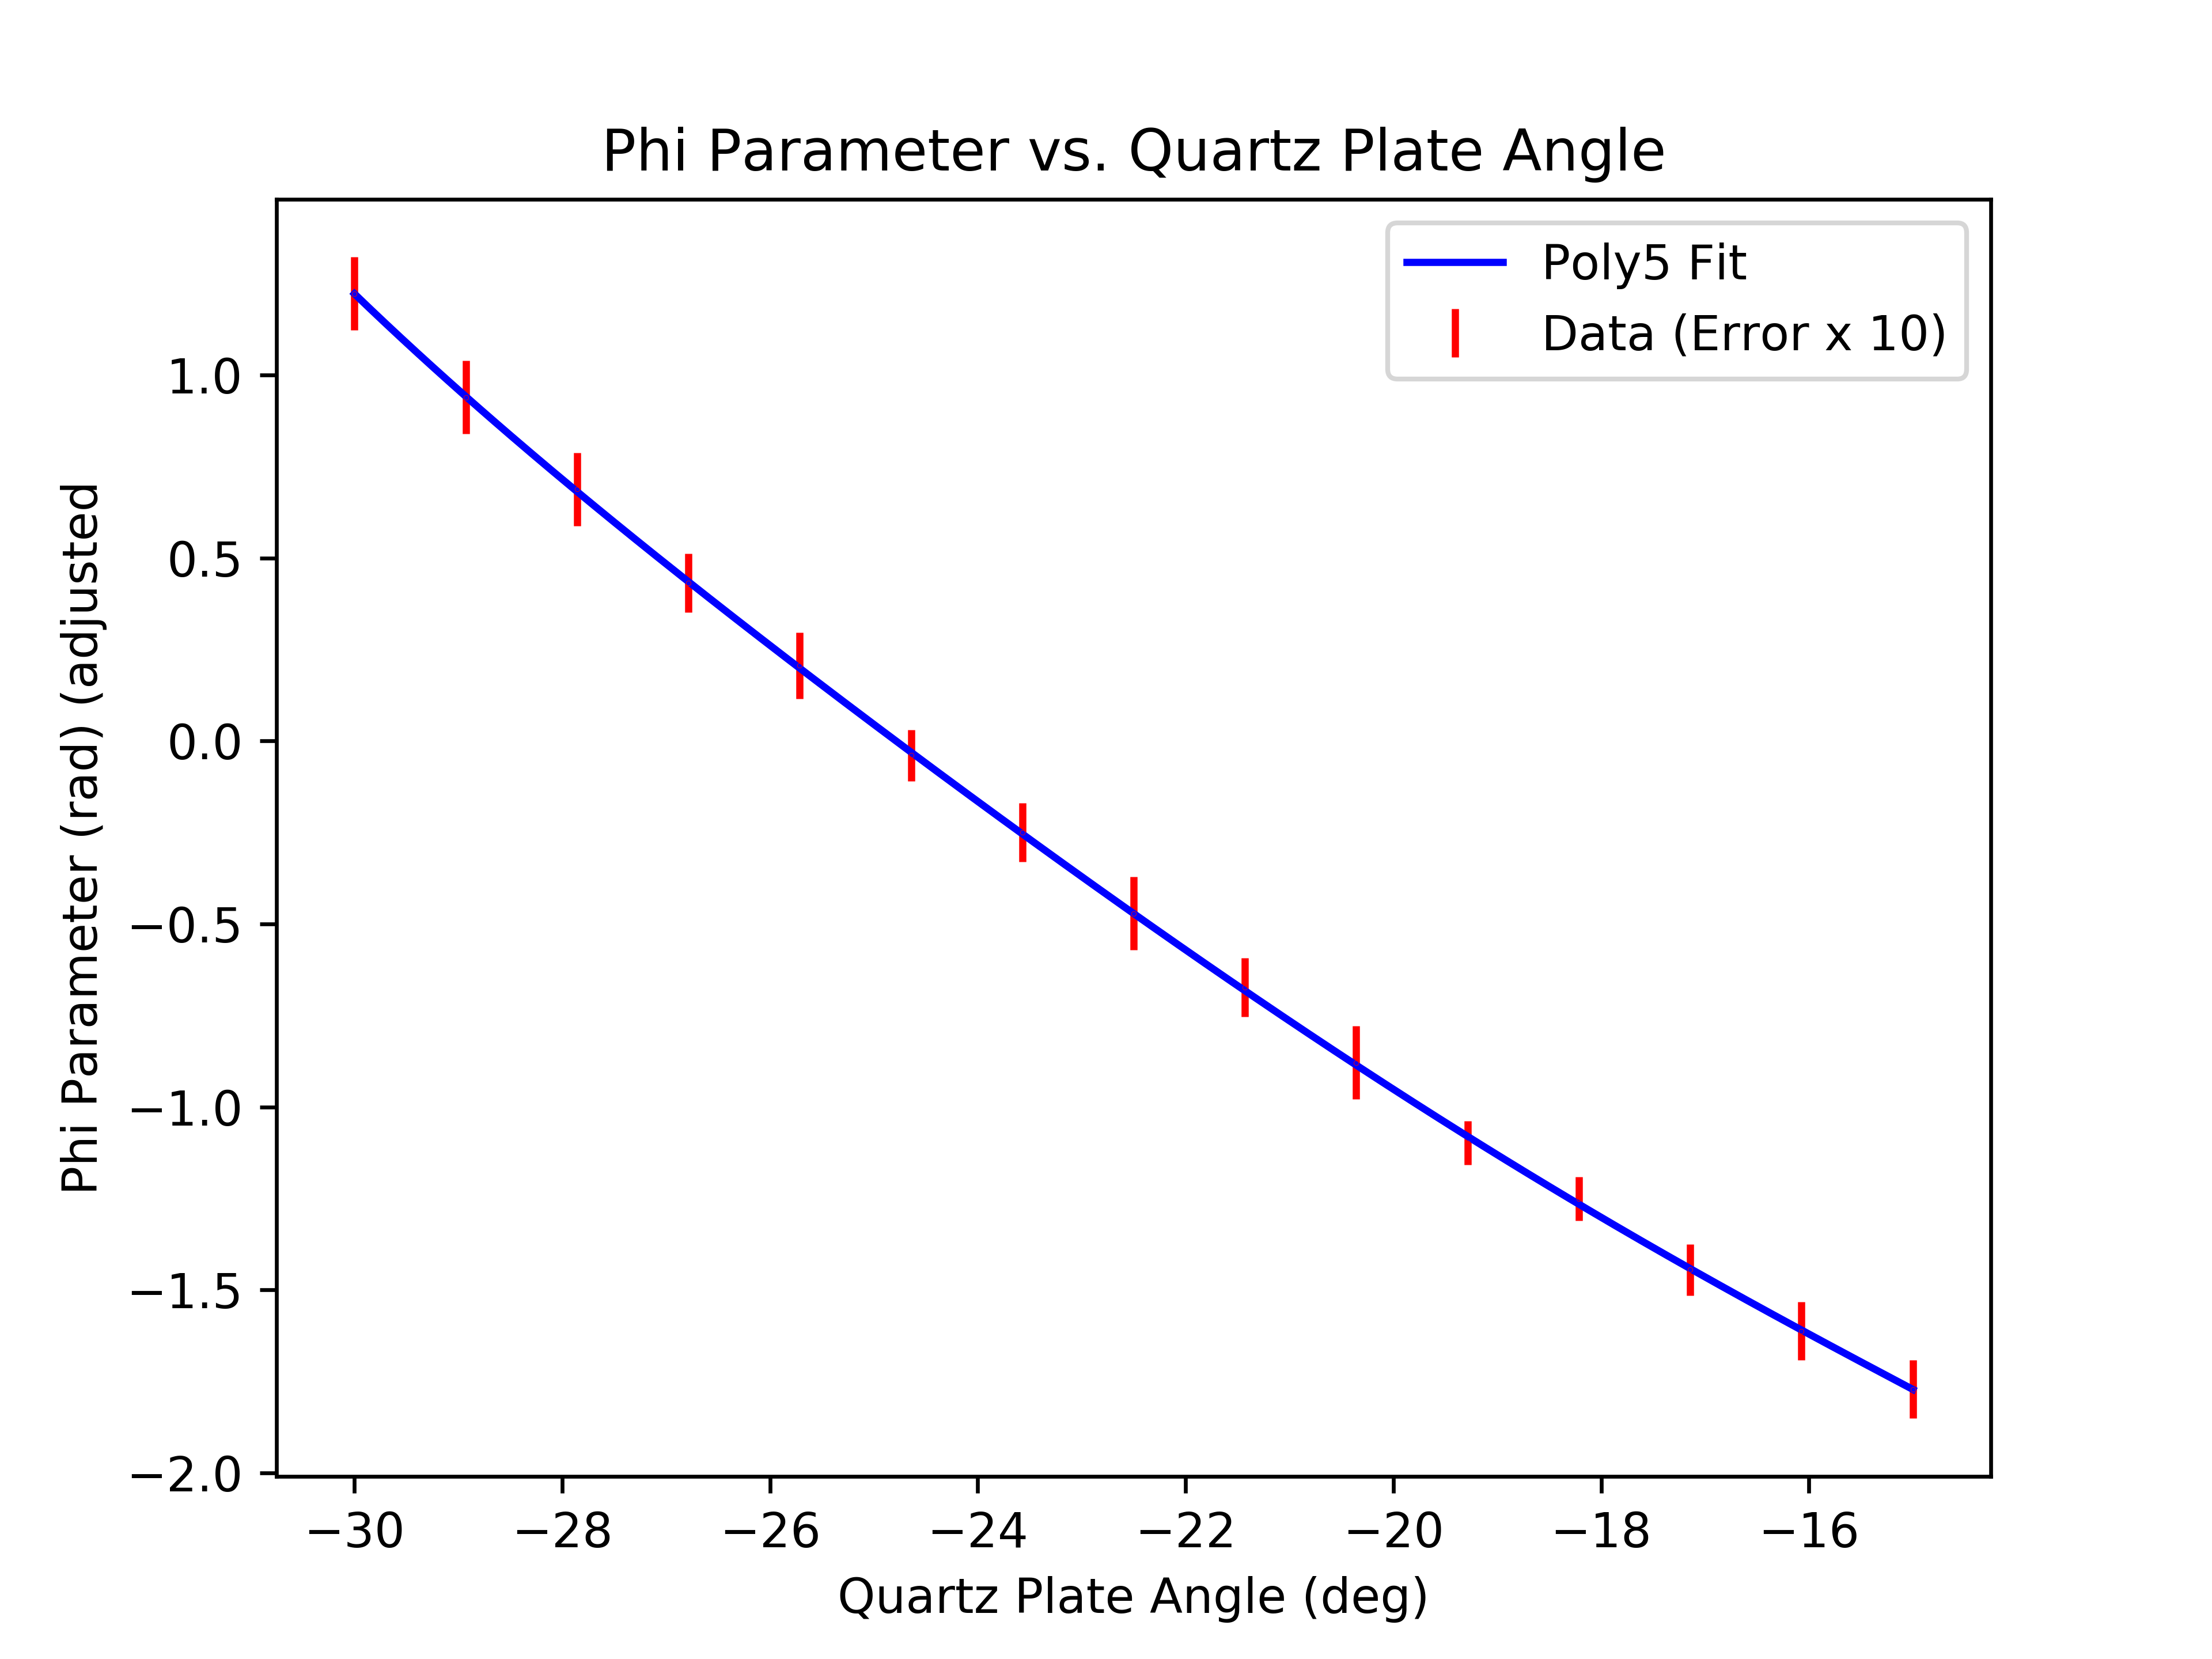 Phi Parameter vs. Quartz Plate Angle
Poly5 Fit
Data (Error x 10)
Phi Parameter (rad) (adjusted
1.0
0.5
0.0
−0.5
−1.0
−1.5
−2.0
−30 −28 −26 −24 −22 −20 −18 −16
Quartz Plate Angle (deg)